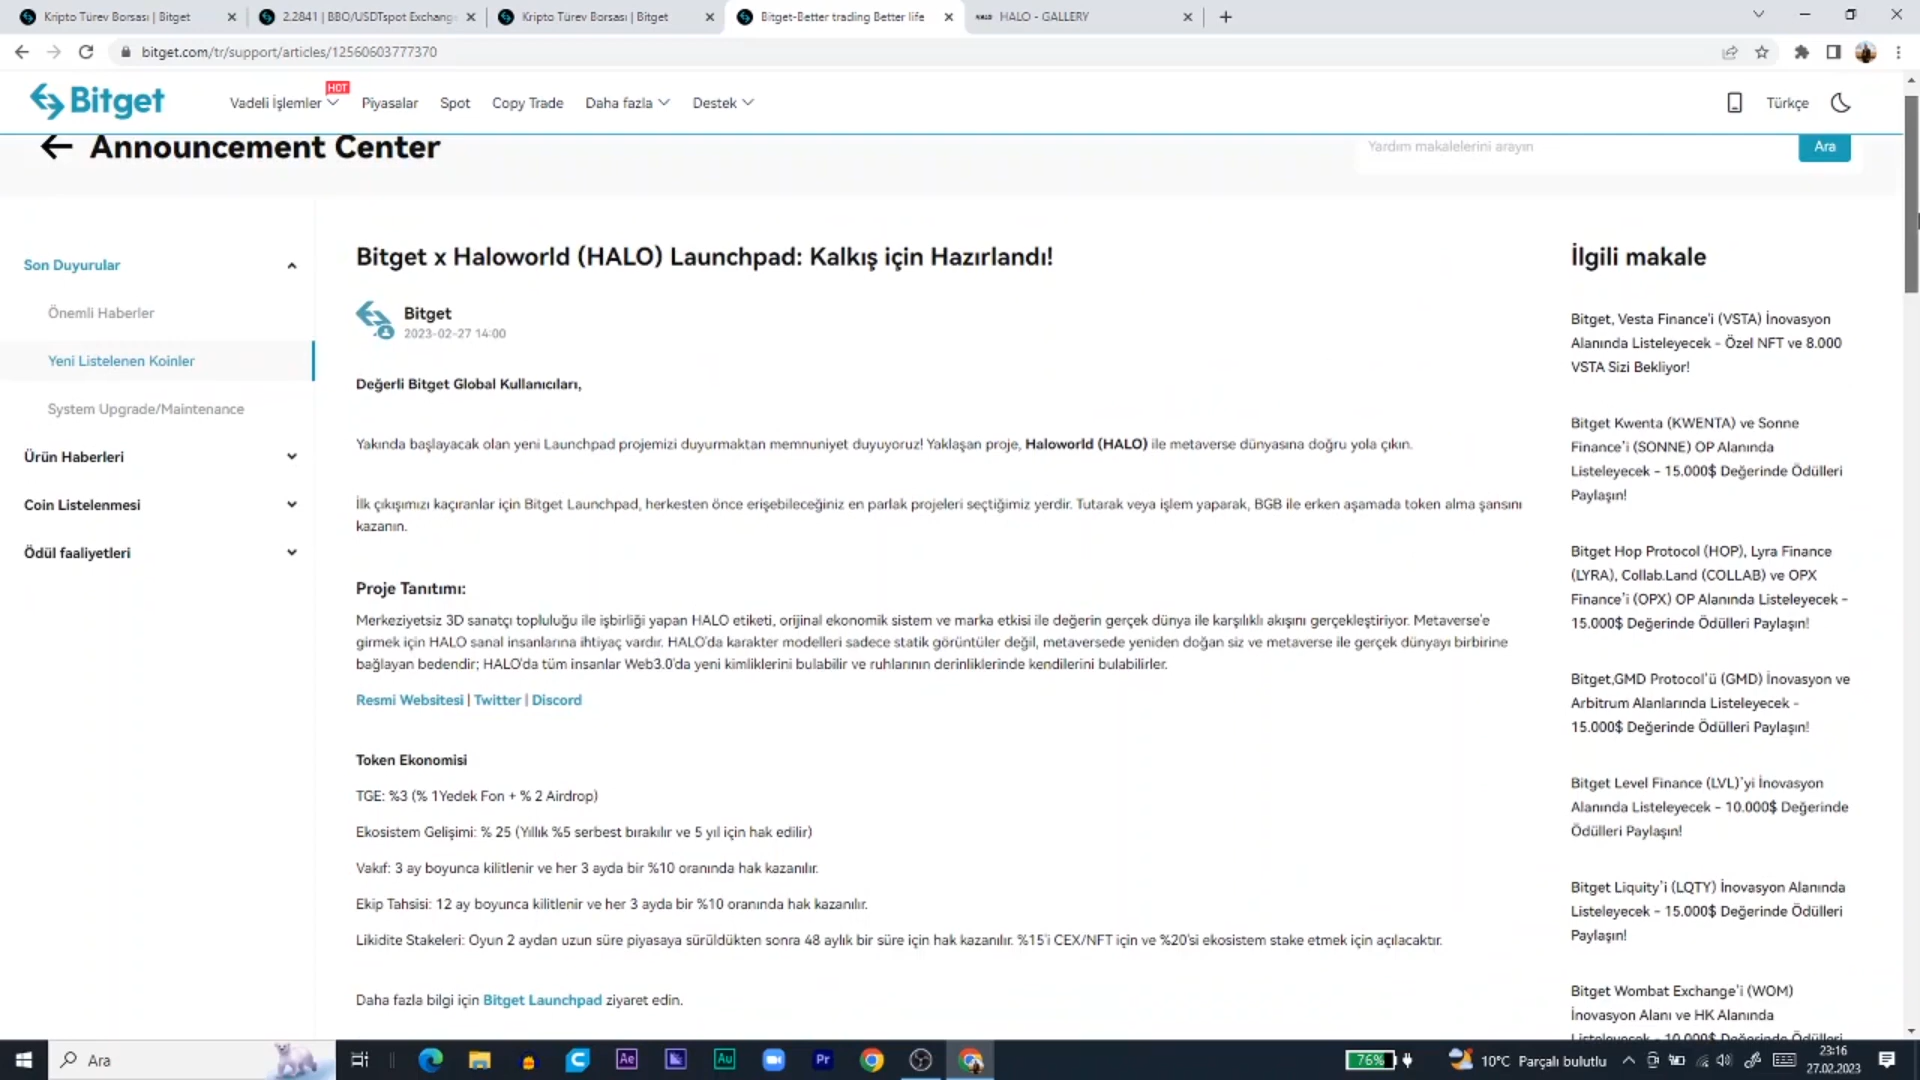 Kripto Türev Borsası | Bitget
2.2841 | BBO/USDTspot Exchang
Kripto Türev Borsası | Bitget
Bitget-Better trading Better life
HALO HALO - GALLERY
bitget.com/tr/support/articles/12560603777370
Bitget
Vadeli İşlemler
HOT
Piyasalar
Spot
Copy Trade
Daha fazla
Destek
Türkçe
Announcement Center
Yardım makalelerini arayın
Ara
Son Duyurular
Önemli Haberler
Yeni Listelenen Koinler
System Upgrade/Maintenance
Ürün Haberleri
Coin Listelenmesi
Ödül faaliyetleri
Bitget x Haloworld (HALO) Launchpad: Kalkış için Hazırlandı!
Bitget
2023-02-27 14:00
Değerli Bitget Global Kullanıcıları,
Yakında başlayacak olan yeni Launchpad projemizi duyurmaktan memnuniyet duyuyoruz! Yaklaşan proje, Haloworld (HALO) ile metaverse dünyasına doğru yola çıkın.
İlk çıkışımızı kaçıranlar için Bitget Launchpad, herkesten önce erişebileceğiniz en parlak projeleri seçtiğimiz yerdir. Tutarak veya işlem yaparak, BGB ile erken aşamada token alma şansını
kazanın.
Proje Tanıtımı:
Merkeziyetsiz 3D sanatçı topluluğu ile işbirliği yapan HALO etiketi, orijinal ekonomik sistem ve marka etkisi ile değerin gerçek dünya ile karşılıklı akışını gerçekleştiriyor. Metaverse'e
girmek için HALO sanal insanlarına ihtiyaç vardır. HALO'da karakter modelleri sadece statik görüntüler değil, metaversede yeniden doğan siz ve metaverse ile gerçek dünyayı birbirine
bağlayan bedendir; HALO'da tüm insanlar Web3.0'da yeni kimliklerini bulabilir ve ruhlarının derinliklerinde kendilerini bulabilirler.
Resmi Websitesi | Twitter | Discord
Token Ekonomisi
TGE: %3 (% 1Yedek Fon + % 2 Airdrop)
Ekosistem Gelişimi: % 25 (Yıllık %5 serbest bırakılır ve 5 yıl için hak edilir)
Vakıf: 3 ay boyunca kilitlenir ve her 3 ayda bir %10 oranında hak kazanılır.
Ekip Tahsisi: 12 ay boyunca kilitlenir ve her 3 ayda bir %10 oranında hak kazanılır.
Likidite Stakeleri: Oyun 2 aydan uzun süre piyasaya sürüldükten sonra 48 aylık bir süre için hak kazanılır. %15'i CEX/NFT için ve %20'si ekosistem stake etmek için açılacaktır.
Daha fazla bilgi için Bitget Launchpad ziyaret edin.
İlgili makale
Bitget, Vesta Finance'i (VSTA) İnovasyon
Alanında Listeleyecek - Özel NFT ve 8.000
VSTA Sizi Bekliyor!
Bitget Kwenta (KWENTA) ve Sonne
Finance'i (SONNE) OP Alanında
Listeleyecek - 15.000$ Değerinde Ödülleri
Paylaşın!
Bitget Hop Protocol (HOP), Lyra Finance
(LYRA), Collab.Land (COLLAB) ve OPX
Finance'i (OPX) OP Alanında Listeleyecek -
15.000$ Değerinde Ödülleri Paylaşın!
Bitget,GMD Protocol'ü (GMD) İnovasyon ve
Arbitrum Alanlarında Listeleyecek -
15.000$ Değerinde Ödülleri Paylaşın!
Bitget Level Finance (LVL)'yi İnovasyon
Alanında Listeleyecek - 10.000$ Değerinde
Ödülleri Paylaşın!
Bitget Liquity'i (LQTY) İnovasyon Alanında
Listeleyecek - 15.000$ Değerinde Ödülleri
Paylaşın!
Bitget Wombat Exchange'i (WOM)
İnovasyon Alanı ve HK Alanında
Listeleyecek - 10.000$ Değerinde Ödülleri
Ara
Ae
Au
Pr
76%
10°C Parçalı bulutlu
23:16
27.02.2023